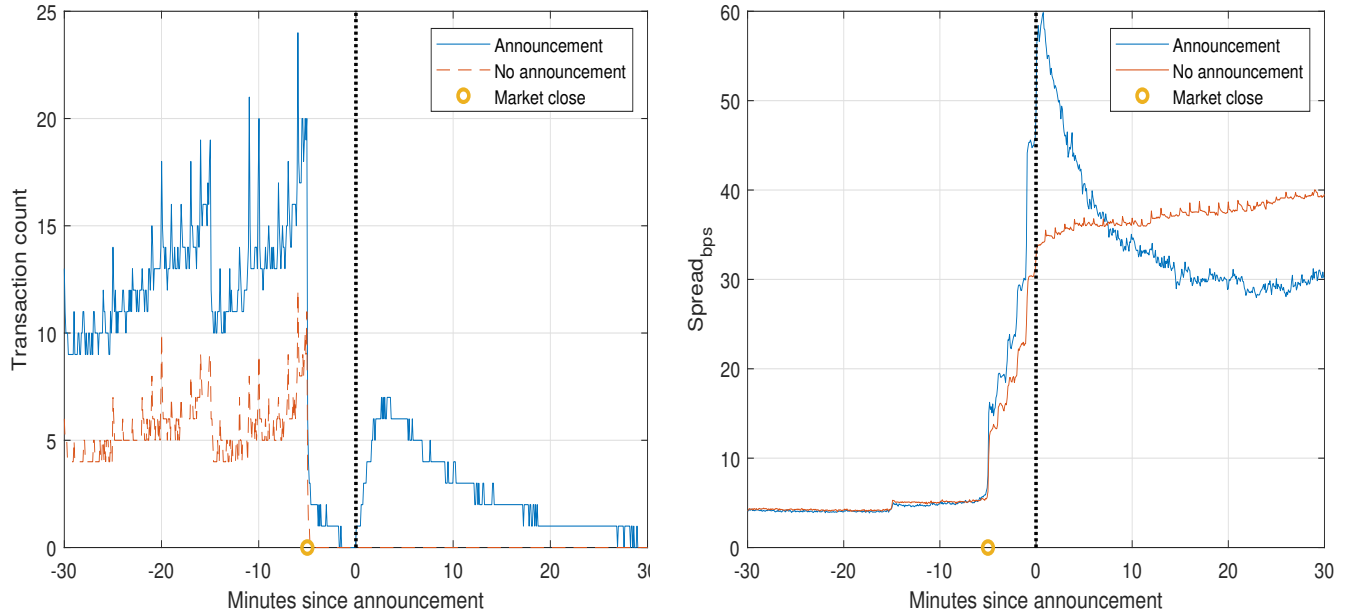 25
20
15
10
5
0
Transaction count
-30
-20
-10
0
10
20
30
Minutes since announcement
Announcement
No announcement
Market close
60
50
40
30
20
10
0
Spread_bps
-30
-20
-10
0
10
20
30
Minutes since announcement
Announcement
No announcement
Market close